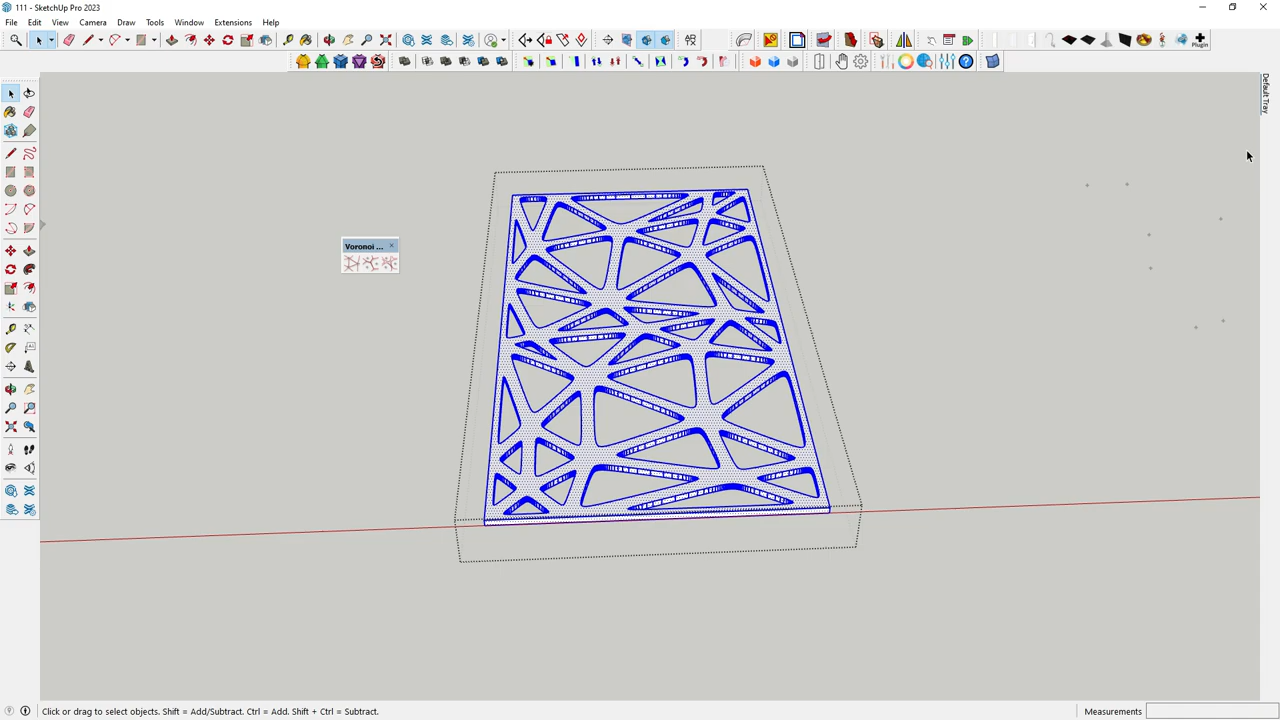 111 - SketchUp Pro 2023
File Edit View Camera Draw Tools Window Extensions Help
Plugin
Default Tray
Voronoi ...
Click or drag to select objects. Shift = Add/Subtract. Ctrl = Add. Shift + Ctrl = Subtract.
Measurements